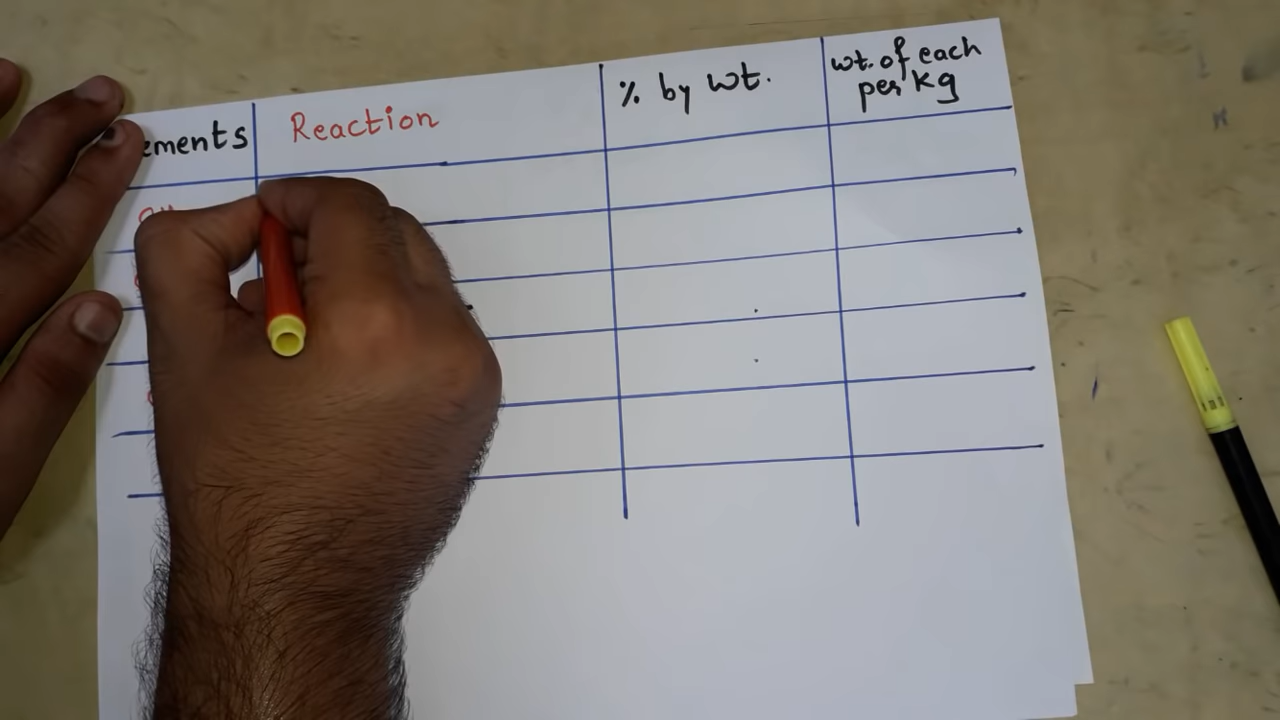 ements Reaction % by wt. wt. of each
per kg